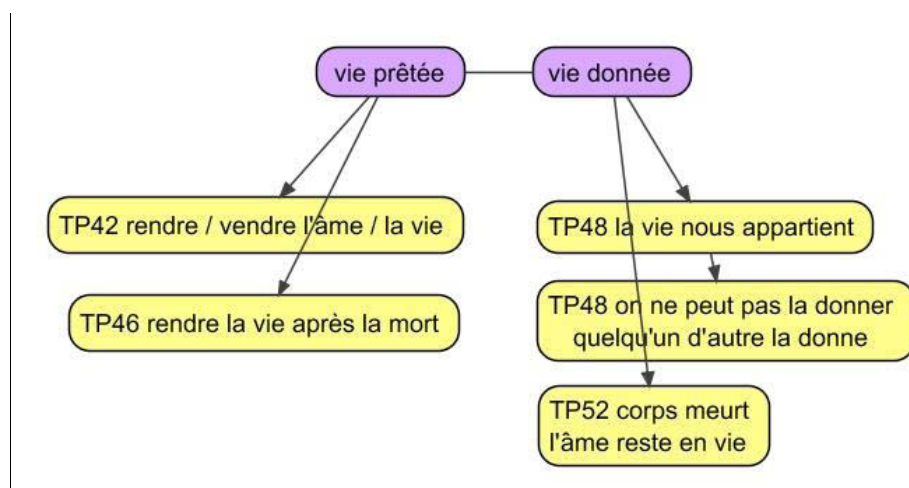 vie prêtée
vie donnée
TP42 rendre / vendre l'âme / la vie
TP46 rendre la vie après la mort
TP48 la vie nous appartient
TP48 on ne peut pas la donner
quelqu'un d'autre la donne
TP52 corps meurt
l'âme reste en vie